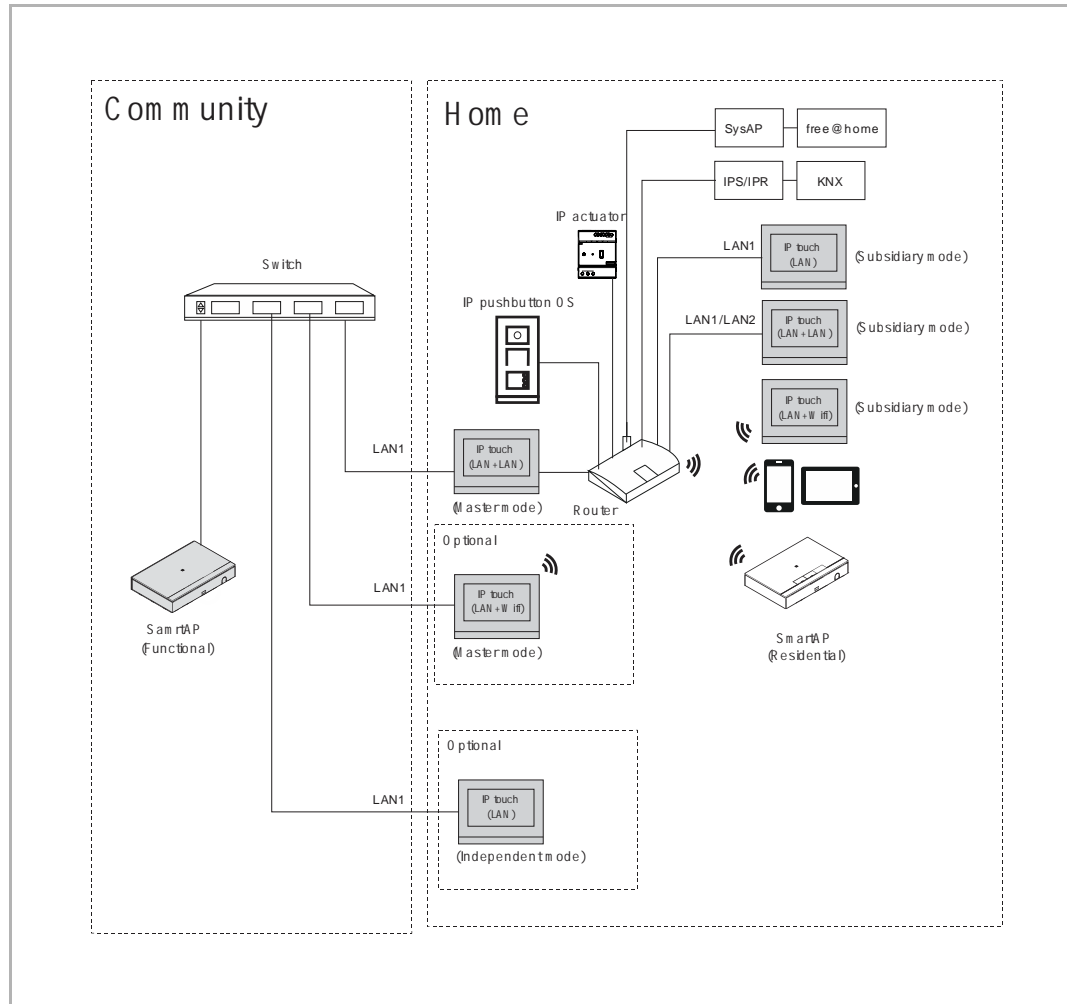 Community
Home
SysAP
free@home
IPS/IPR
KNX
IP actuator
LAN1
IP touch
(LAN)
(Subsidiary mode)
Switch
IP pushbutton OS
LAN1/LAN2
IP touch
(LAN+LAN)
(Subsidiary mode)
IP touch
(LAN+Wifi)
(Subsidiary mode)
LAN1
IP touch
(LAN+LAN)
(Master mode)
Router
Optional
LAN1
IP touch
(LAN+Wifi)
(Master mode)
SamrtAP
(Functional)
SmartAP
(Residential)
Optional
LAN1
IP touch
(LAN)
(Independent mode)